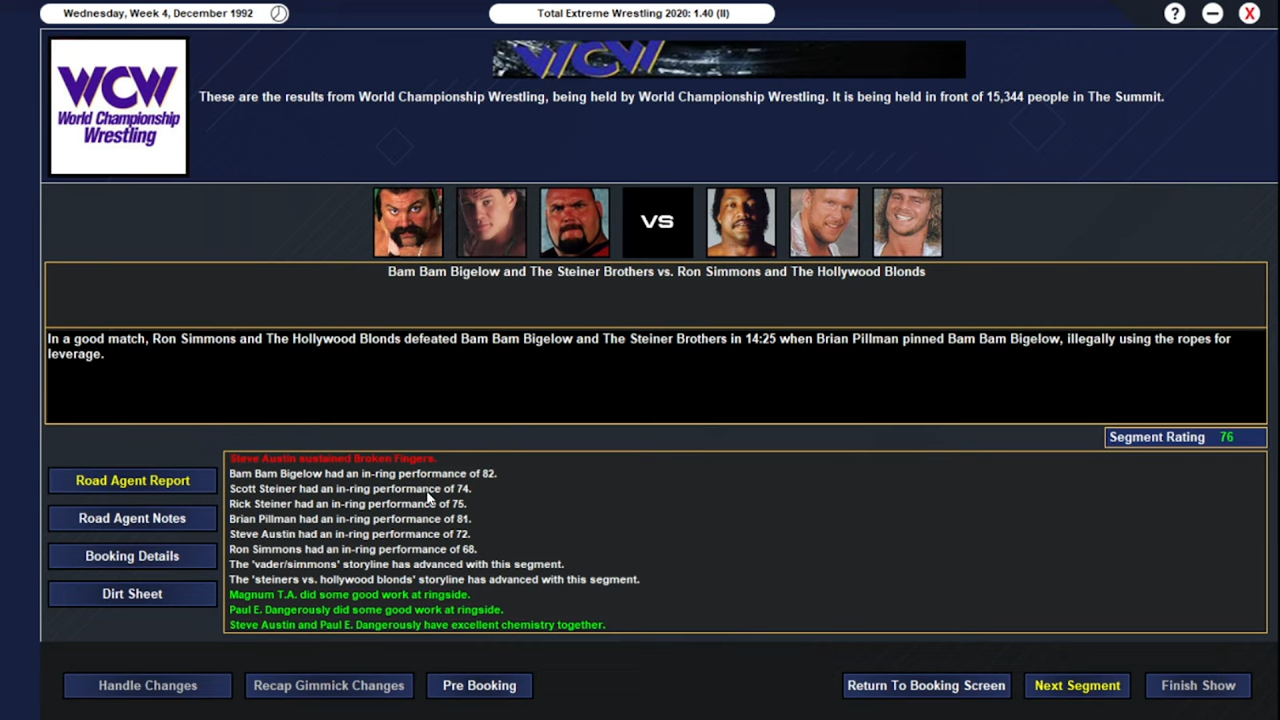 Wednesday, Week 4, December 1992
Total Extreme Wrestling 2020: 1.40 (II)
? X
WCW
World Championship
Wrestling
WCW
These are the results from World Championship Wrestling, being held by World Championship Wrestling. It is being held in front of 15,344 people in The Summit.
VS
Bam Bam Bigelow and The Steiner Brothers vs. Ron Simmons and The Hollywood Blonds
In a good match, Ron Simmons and The Hollywood Blonds defeated Bam Bam Bigelow and The Steiner Brothers in 14:25 when Brian Pillman pinned Bam Bam Bigelow, illegally using the ropes for
leverage.
Segment Rating 76
Road Agent Report
Road Agent Notes
Booking Details
Dirt Sheet
Steve Austin sustained Broken Fingers.
Bam Bam Bigelow had an in-ring performance of 82.
Scott Steiner had an in-ring performance of 74.
Rick Steiner had an in-ring performance of 75.
Brian Pillman had an in-ring performance of 81.
Steve Austin had an in-ring performance of 72.
Ron Simmons had an in-ring performance of 68.
The 'vader/simmons' storyline has advanced with this segment.
The 'steiners vs. hollywood blonds' storyline has advanced with this segment.
Magnum T.A. did some good work at ringside.
Paul E. Dangerously did some good work at ringside.
Steve Austin and Paul E. Dangerously have excellent chemistry together.
Handle Changes
Recap Gimmick Changes
Pre Booking
Return To Booking Screen
Next Segment
Finish Show